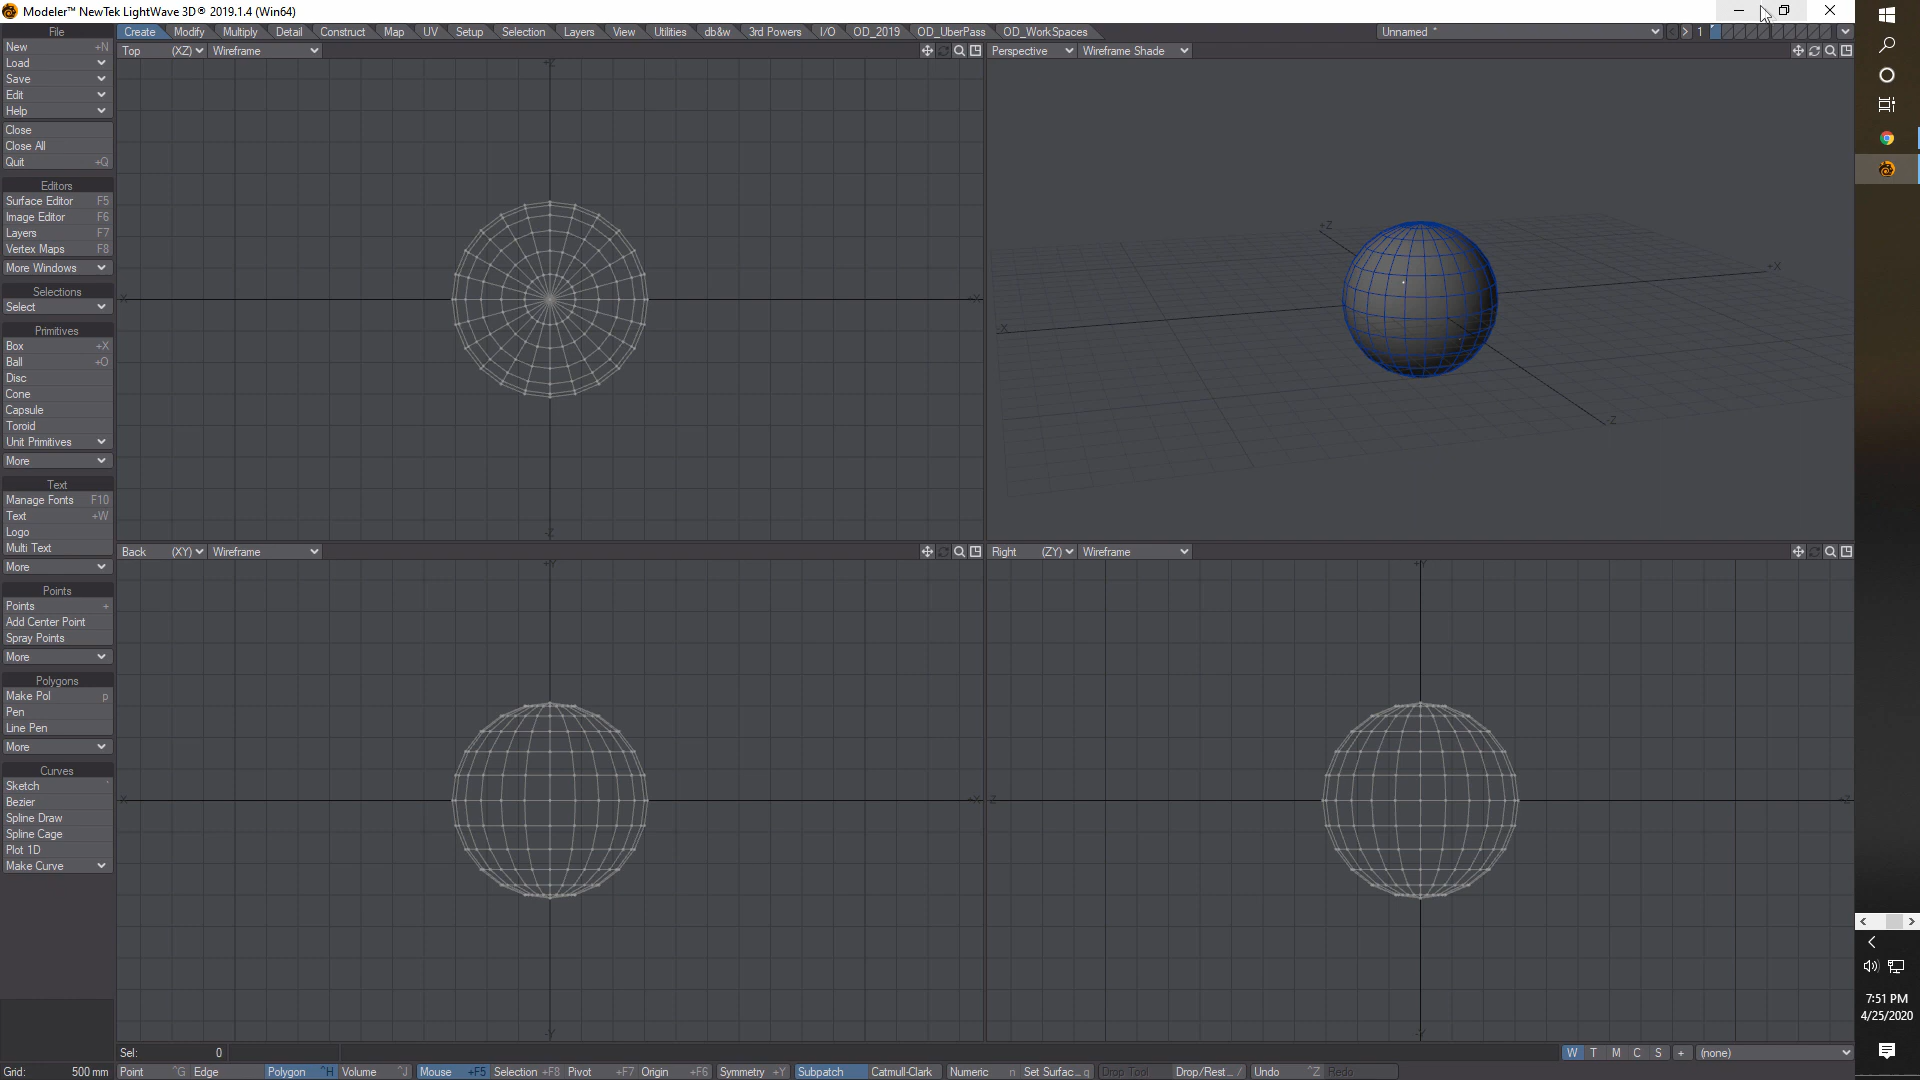 Modeler™ NewTek LightWave 3D® 2019.1.4 (Win64)
File
Create Modify Multiply Detail Construct Map UV Setup Selection Layers View Utilities db&w 3rd Powers I/O OD_2019 OD_UberPass OD_WorkSpaces
Unnamed * 1
New +N
Load
Save
Edit
Help
Close
Close All
Quit +Q
Editors
Surface Editor F5
Image Editor F6
Layers F7
Vertex Maps F8
More Windows
Selections
Select
Primitives
Box +X
Ball +O
Disc
Cone
Capsule
Toroid
Unit Primitives
More
Text
Manage Fonts F10
Text +W
Logo
Multi Text
More
Points
Points +
Add Center Point
Spray Points
More
Polygons
Make Pol p
Pen
Line Pen
More
Curves
Sketch `
Bezier
Spline Draw
Spline Cage
Plot 1D
Make Curve
Top (XZ) Wireframe
Perspective Wireframe Shade
+Z
+X
-X
-Z
Back (XY) Wireframe
Right (ZY) Wireframe
Sel: 0
W T M C S + (none)
Grid: 500 mm Point ^G Edge Polygon ^H Volume ^J Mouse +F5 Selection +F8 Pivot +F7 Origin +F6 Symmetry +Y Subpatch Catmull-Clark Numeric n Set Surfac... q Drop Tool Drop/Rest... / Undo ^Z Redo
7:51 PM
4/25/2020